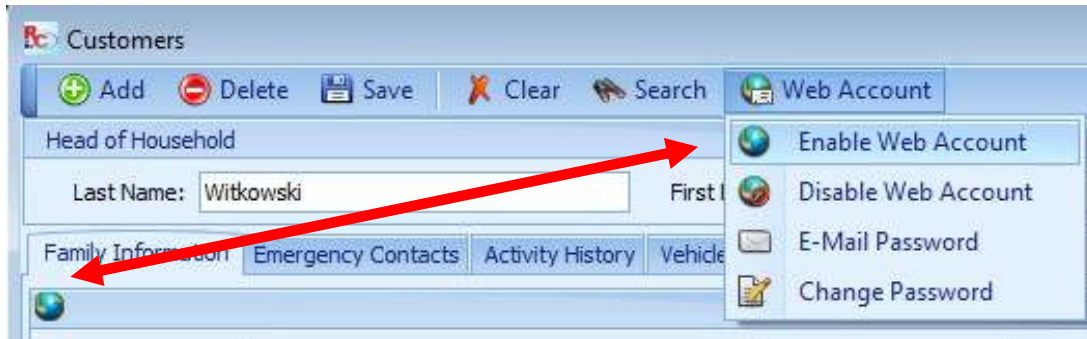 Customers
Add Delete Save Clear Search Web Account
Head of Household
Enable Web Account
Last Name: Witkowski First
Disable Web Account
Family Information Emergency Contacts Activity History Vehicle
E-Mail Password
Change Password